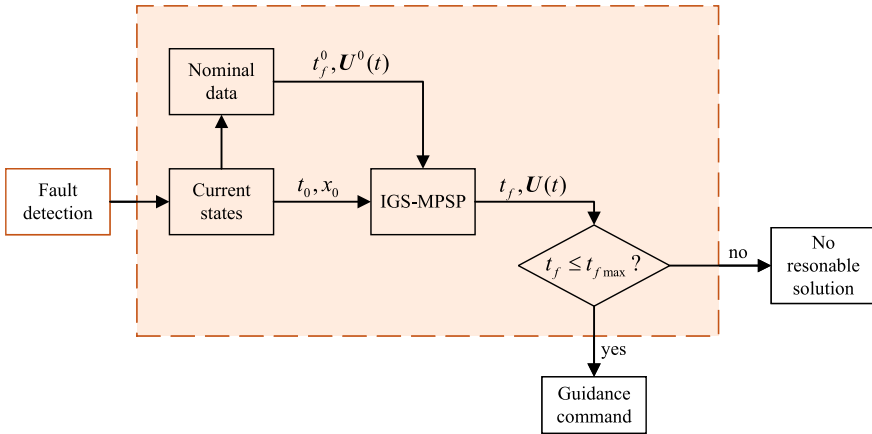 Nominal
data
t_f^0, U^0(t)
Fault
detection
Current
states
t_0, x_0
IGS-MPSP
t_f, U(t)
t_f ≤ t_{f max} ?
no
No
resonable
solution
yes
Guidance
command